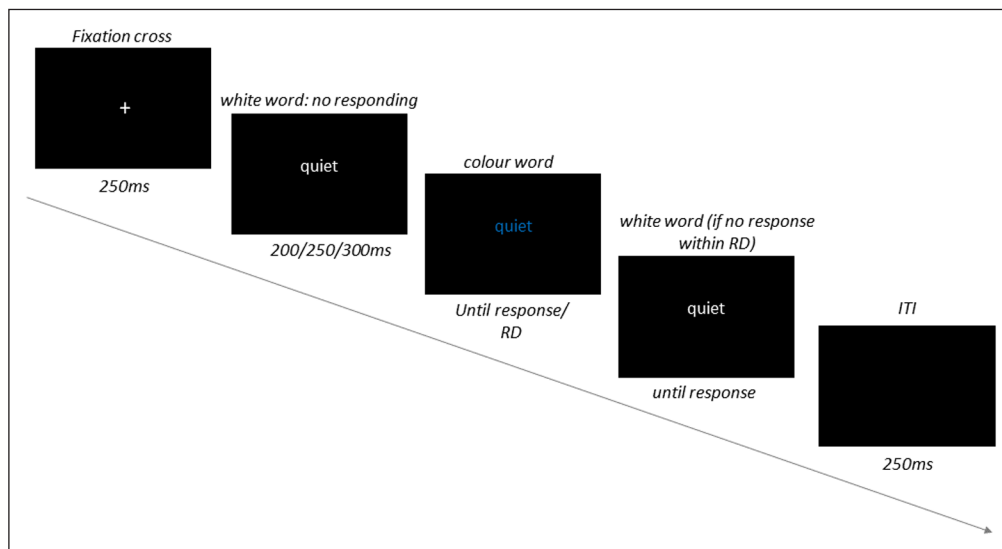 Fixation cross
+
250ms
white word: no responding
quiet
200/250/300ms
colour word
quiet
Until response/
RD
white word (if no response
within RD)
quiet
until response
ITI
250ms